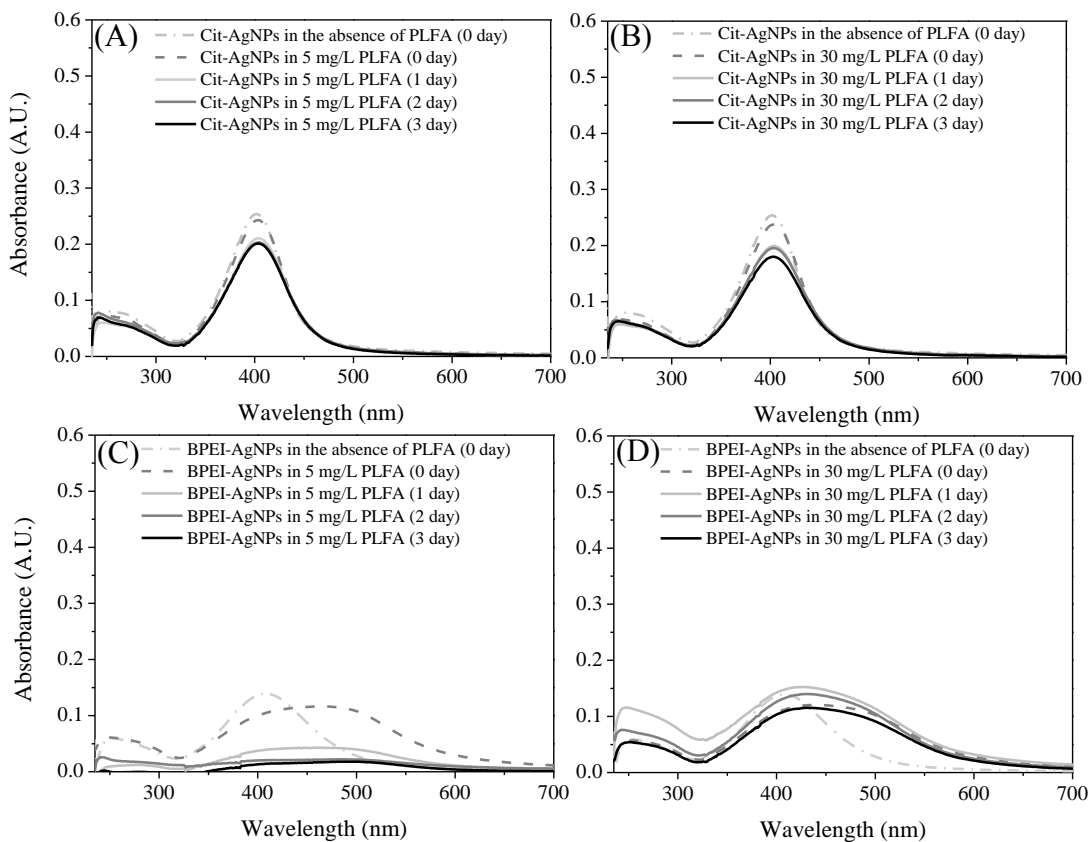 (A)
Cit-AgNPs in the absence of PLFA (0 day)
Cit-AgNPs in 5 mg/L PLFA (0 day)
Cit-AgNPs in 5 mg/L PLFA (1 day)
Cit-AgNPs in 5 mg/L PLFA (2 day)
Cit-AgNPs in 5 mg/L PLFA (3 day)
0.6
0.5
0.4
0.3
0.2
0.1
0.0
Absorbance (A.U.)
300 400 500 600 700
Wavelength (nm)
(B)
Cit-AgNPs in the absence of PLFA (0 day)
Cit-AgNPs in 30 mg/L PLFA (0 day)
Cit-AgNPs in 30 mg/L PLFA (1 day)
Cit-AgNPs in 30 mg/L PLFA (2 day)
Cit-AgNPs in 30 mg/L PLFA (3 day)
0.6
0.5
0.4
0.3
0.2
0.1
0.0
300 400 500 600 700
Wavelength (nm)
(C)
BPEI-AgNPs in the absence of PLFA (0 day)
BPEI-AgNPs in 5 mg/L PLFA (0 day)
BPEI-AgNPs in 5 mg/L PLFA (1 day)
BPEI-AgNPs in 5 mg/L PLFA (2 day)
BPEI-AgNPs in 5 mg/L PLFA (3 day)
0.6
0.5
0.4
0.3
0.2
0.1
0.0
Absorbance (A.U.)
300 400 500 600 700
Wavelength (nm)
(D)
BPEI-AgNPs in the absence of PLFA (0 day)
BPEI-AgNPs in 30 mg/L PLFA (0 day)
BPEI-AgNPs in 30 mg/L PLFA (1 day)
BPEI-AgNPs in 30 mg/L PLFA (2 day)
BPEI-AgNPs in 30 mg/L PLFA (3 day)
0.6
0.5
0.4
0.3
0.2
0.1
0.0
300 400 500 600 700
Wavelength (nm)